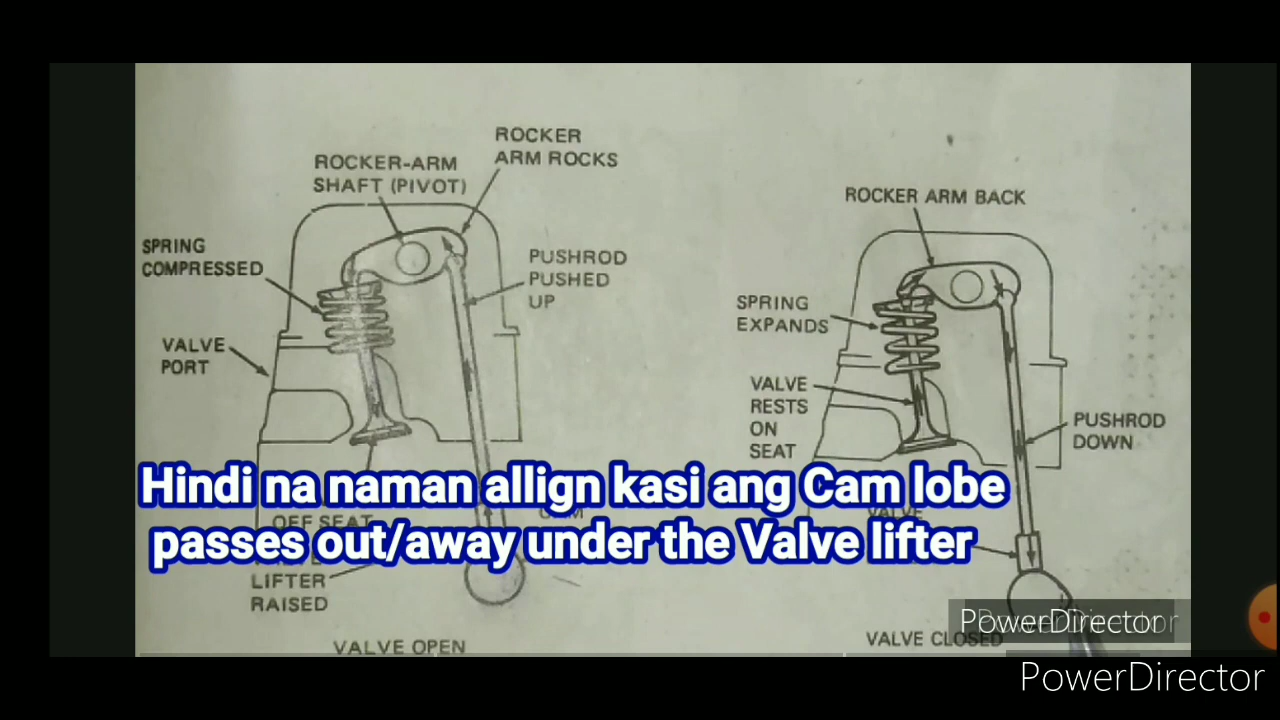 ROCKER
ARM ROCKS
ROCKER-ARM
SHAFT (PIVOT)
SPRING
COMPRESSED
PUSHROD
PUSHED
UP
VALVE
PORT
OFF SEAT
LIFTER
RAISED
VALVE OPEN
ROCKER ARM BACK
SPRING
EXPANDS
VALVE
RESTS
ON
SEAT
PUSHROD
DOWN
VALVE
VALVE CLOSED
Hindi na naman allign kasi ang Cam lobe
passes out/away under the Valve lifter
PowerDirector
PowerDirector